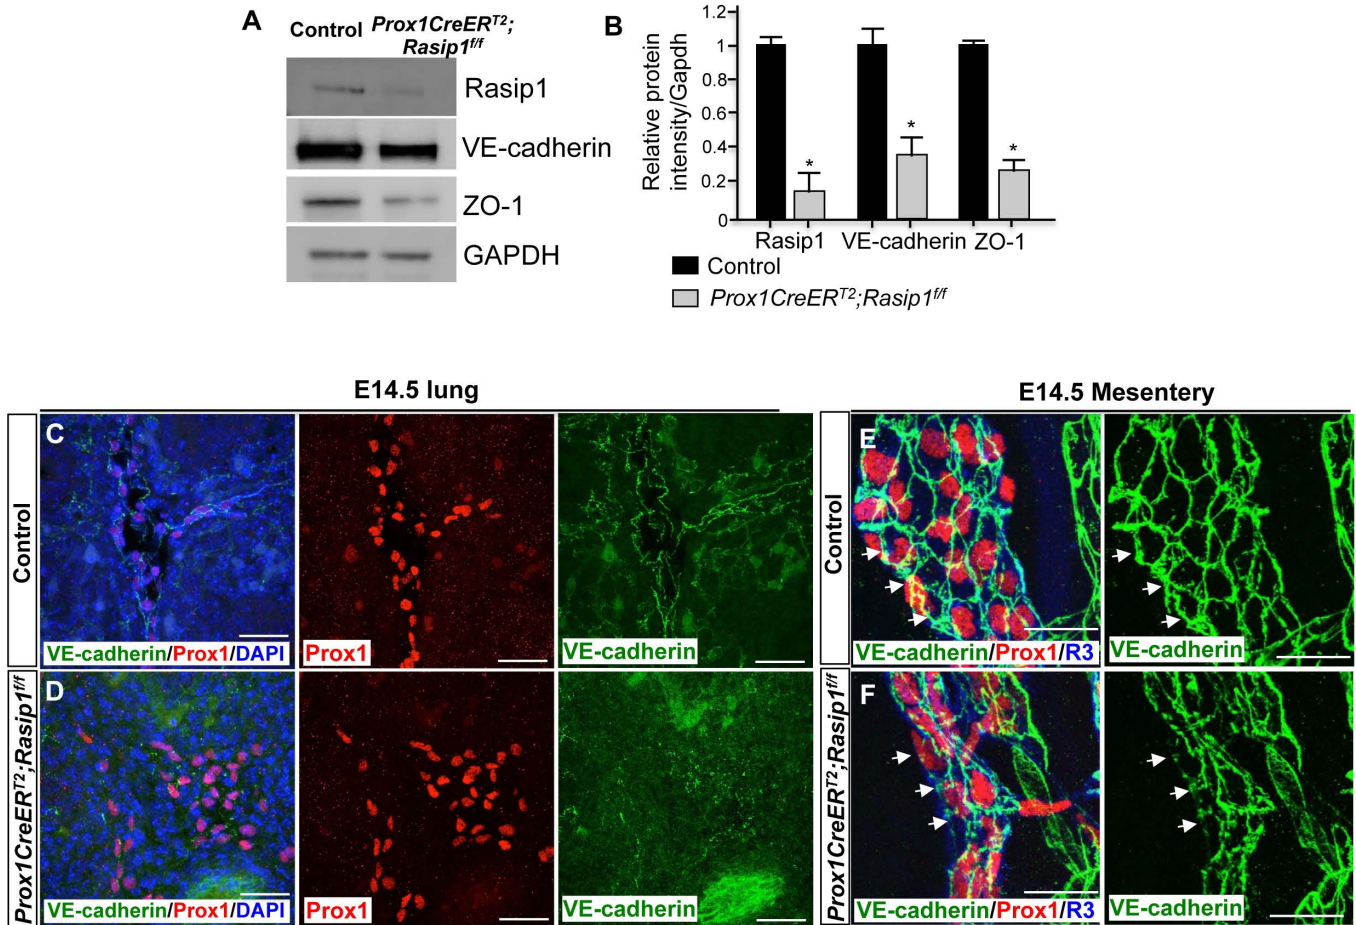 A
Control Prox1CreERT2;
Rasip1f/f
Rasip1
VE-cadherin
ZO-1
GAPDH
B
Relative protein
intensity/Gapdh
1.2
1
0.8
0.6
0.4
0.2
0
*
*
*
Rasip1 VE-cadherin ZO-1
Control
Prox1CreERT2;Rasip1f/f
E14.5 lung
E14.5 Mesentery
Control
C
VE-cadherin/Prox1/DAPI
Prox1
VE-cadherin
Control
E
VE-cadherin/Prox1/R3
VE-cadherin
Prox1CreERT2;Rasip1f/f
D
VE-cadherin/Prox1/DAPI
Prox1
VE-cadherin
Prox1CreERT2;Rasip1f/f
F
VE-cadherin/Prox1/R3
VE-cadherin